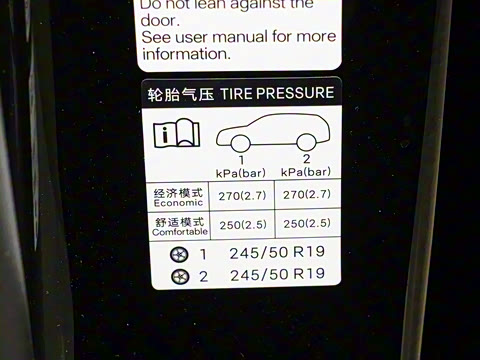 Do not lean against the
door.
See user manual for more
information.
轮胎气压 TIRE PRESSURE
i
1 2
kPa(bar) kPa(bar)
经济模式 270(2.7) 270(2.7)
Economic
舒适模式 250(2.5) 250(2.5)
Comfortable
1 245/50 R19
2 245/50 R19